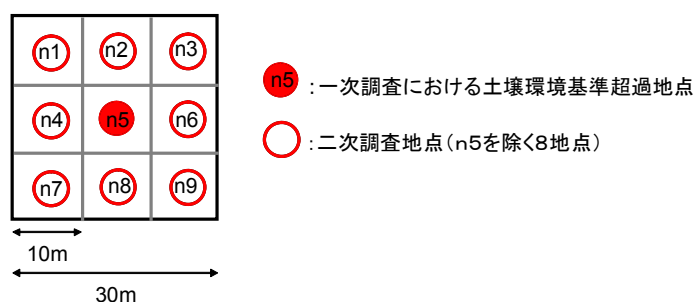 n1 n2 n3
n4 n5 n6
n7 n8 n9
10m
30m
n5 :一次調査における土壌環境基準超過地点
:二次調査地点(n5を除く8地点)